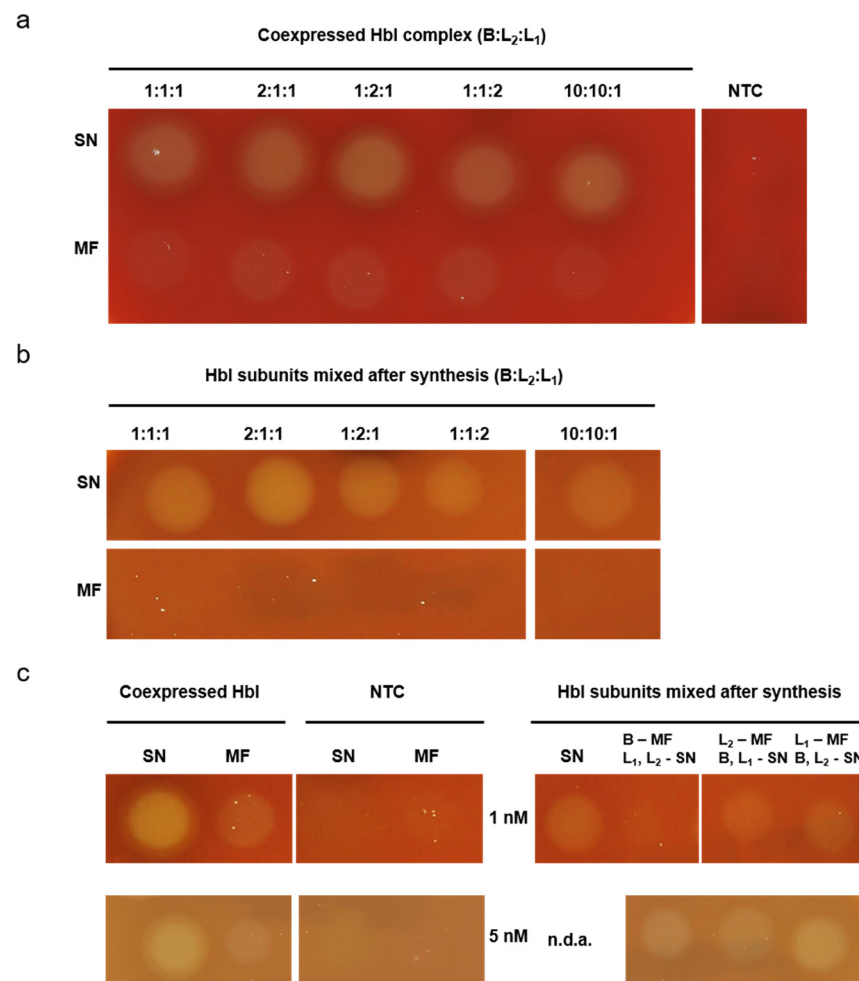 a
Coexpressed Hbl complex (B:L₂:L₁)
1:1:1 2:1:1 1:2:1 1:1:2 10:10:1 NTC
SN
MF
b
Hbl subunits mixed after synthesis (B:L₂:L₁)
1:1:1 2:1:1 1:2:1 1:1:2 10:10:1
SN
MF
c
Coexpressed Hbl NTC Hbl subunits mixed after synthesis
SN MF SN MF SN B – MF L₂ – MF L₁ – MF
L₁, L₂ - SN B, L₁ - SN B, L₂ - SN
1 nM
5 nM n.d.a.